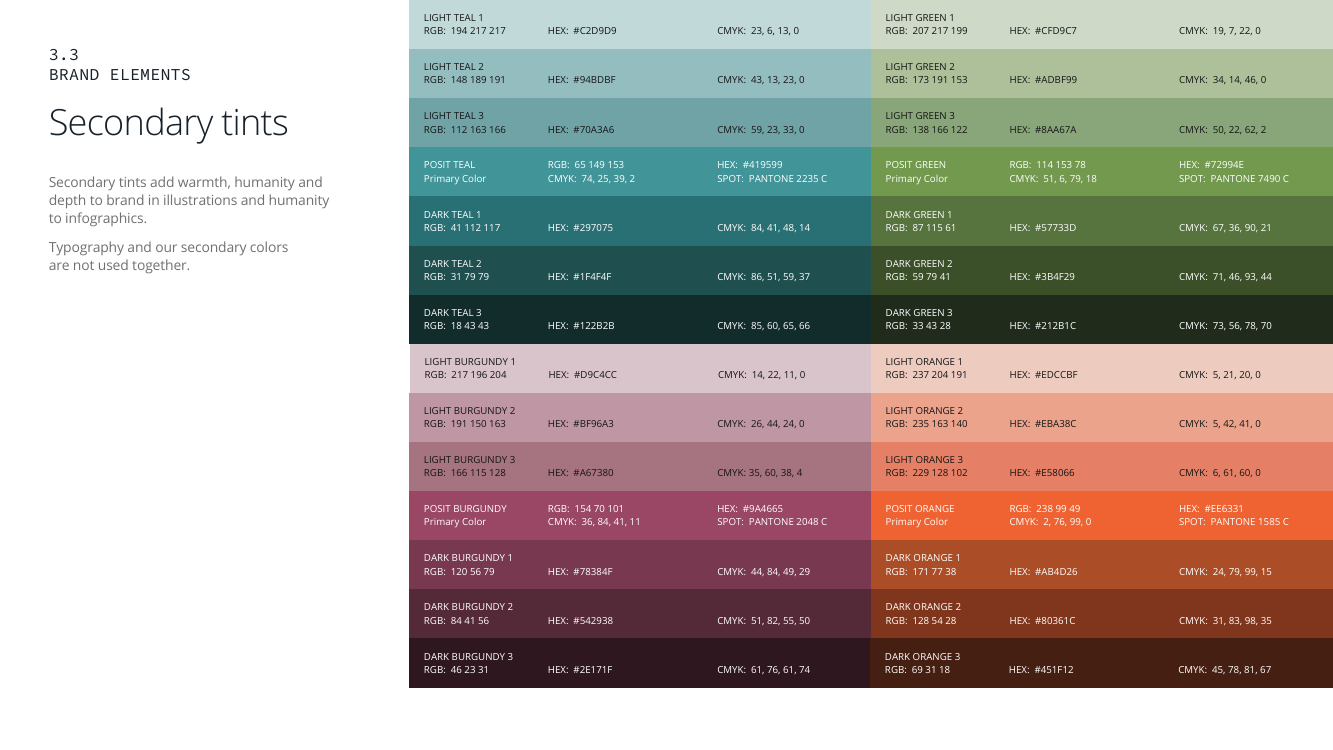 3.3
BRAND ELEMENTS
Secondary tints
Secondary tints add warmth, humanity and
depth to brand in illustrations and humanity
to infographics.
Typography and our secondary colors
are not used together.
LIGHT TEAL 1
RGB: 194 217 217 HEX: #C2D9D9 CMYK: 23, 6, 13, 0
LIGHT TEAL 2
RGB: 148 189 191 HEX: #94BDBF CMYK: 43, 13, 23, 0
LIGHT TEAL 3
RGB: 112 163 166 HEX: #70A3A6 CMYK: 59, 23, 33, 0
POSIT TEAL RGB: 65 149 153 HEX: #419599
Primary Color CMYK: 74, 25, 39, 2 SPOT: PANTONE 2235 C
DARK TEAL 1
RGB: 41 112 117 HEX: #297075 CMYK: 84, 41, 48, 14
DARK TEAL 2
RGB: 31 79 79 HEX: #1F4F4F CMYK: 86, 51, 59, 37
DARK TEAL 3
RGB: 18 43 43 HEX: #122B2B CMYK: 85, 60, 65, 66
LIGHT GREEN 1
RGB: 207 217 199 HEX: #CFD9C7 CMYK: 19, 7, 22, 0
LIGHT GREEN 2
RGB: 173 191 153 HEX: #ADBF99 CMYK: 34, 14, 46, 0
LIGHT GREEN 3
RGB: 138 166 122 HEX: #8AA67A CMYK: 50, 22, 62, 2
POSIT GREEN RGB: 114 153 78 HEX: #72994E
Primary Color CMYK: 51, 6, 79, 18 SPOT: PANTONE 7490 C
DARK GREEN 1
RGB: 87 115 61 HEX: #57733D CMYK: 67, 36, 90, 21
DARK GREEN 2
RGB: 59 79 41 HEX: #3B4F29 CMYK: 71, 46, 93, 44
DARK GREEN 3
RGB: 33 43 28 HEX: #212B1C CMYK: 73, 56, 78, 70
LIGHT BURGUNDY 1
RGB: 217 196 204 HEX: #D9C4CC CMYK: 14, 22, 11, 0
LIGHT BURGUNDY 2
RGB: 191 150 163 HEX: #BF96A3 CMYK: 26, 44, 24, 0
LIGHT BURGUNDY 3
RGB: 166 115 128 HEX: #A67380 CMYK: 35, 60, 38, 4
POSIT BURGUNDY RGB: 154 70 101 HEX: #9A4665
Primary Color CMYK: 36, 84, 41, 11 SPOT: PANTONE 2048 C
DARK BURGUNDY 1
RGB: 120 56 79 HEX: #78384F CMYK: 44, 84, 49, 29
DARK BURGUNDY 2
RGB: 84 41 56 HEX: #542938 CMYK: 51, 82, 55, 50
DARK BURGUNDY 3
RGB: 46 23 31 HEX: #2E171F CMYK: 61, 76, 61, 74
LIGHT ORANGE 1
RGB: 237 204 191 HEX: #EDCCBF CMYK: 5, 21, 20, 0
LIGHT ORANGE 2
RGB: 235 163 140 HEX: #EBA38C CMYK: 5, 42, 41, 0
LIGHT ORANGE 3
RGB: 229 128 102 HEX: #E58066 CMYK: 6, 61, 60, 0
POSIT ORANGE RGB: 238 99 49 HEX: #EE6331
Primary Color CMYK: 2, 76, 99, 0 SPOT: PANTONE 1585 C
DARK ORANGE 1
RGB: 171 77 38 HEX: #AB4D26 CMYK: 24, 79, 99, 15
DARK ORANGE 2
RGB: 128 54 28 HEX: #80361C CMYK: 31, 83, 98, 35
DARK ORANGE 3
RGB: 69 31 18 HEX: #451F12 CMYK: 45, 78, 81, 67